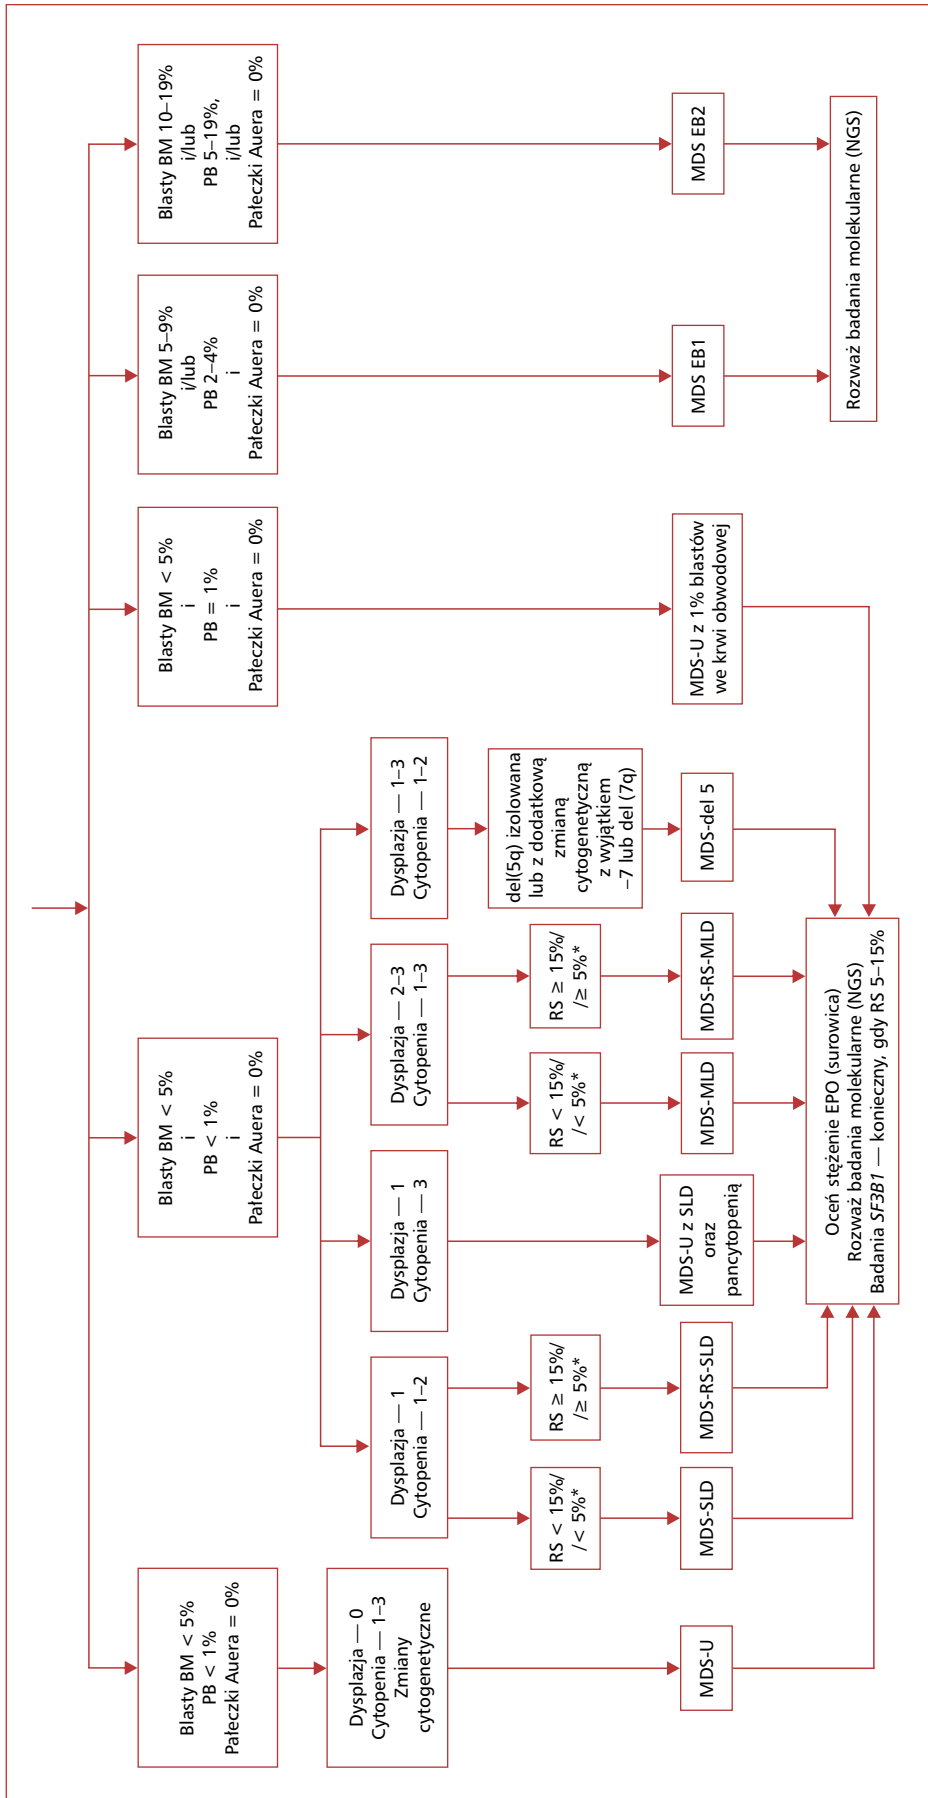 Blasty BM < 5%
PB < 1%
Pałeczki Auera = 0%
Blasty BM < 5%
i
PB < 1%
i
Pałeczki Auera = 0%
Blasty BM < 5%
i
PB = 1%
i
Pałeczki Auera = 0%
Blasty BM 5–9%
i/lub
PB 2–4%
i
Pałeczki Auera = 0%
Blasty BM 10–19%
i/lub
PB 5–19%,
i/lub
Pałeczki Auera = 0%
Dysplazja — 0
Cytopenia — 1–3
Zmiany
cytogenetyczne
Dysplazja — 1
Cytopenia — 1–2
Dysplazja — 1
Cytopenia — 3
Dysplazja — 2–3
Cytopenia — 1–3
Dysplazja — 1–3
Cytopenia — 1–2
RS < 15%/
/< 5%*
RS ≥ 15%/
/≥ 5%*
RS < 15%/
/< 5%*
RS ≥ 15%/
/≥ 5%*
del(5q) izolowana
lub z dodatkową
zmianą
cytogenetyczną
z wyjątkiem
–7 lub del (7q)
MDS-U
MDS-SLD
MDS-RS-SLD
MDS-U z SLD
oraz
pancytopenią
MDS-MLD
MDS-RS-MLD
MDS-del 5
MDS-U z 1% blastów
we krwi obwodowej
MDS EB1
MDS EB2
Oceń stężenie EPO (surowica)
Rozważ badania molekularne (NGS)
Badania SF3B1 — konieczny, gdy RS 5–15%
Rozważ badania molekularne (NGS)